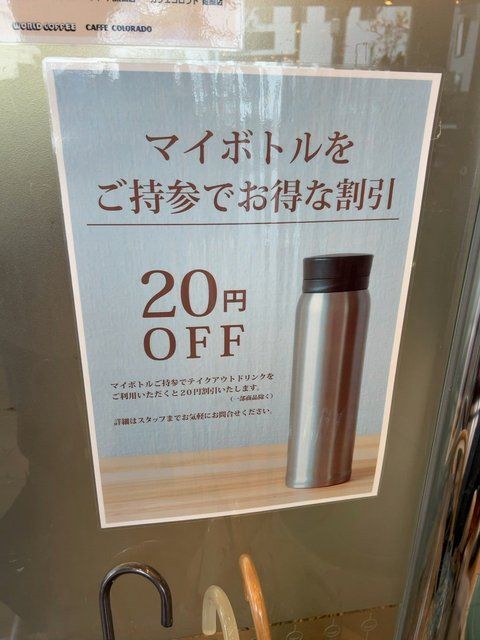 WORLD COFFEE CAFFE COLORADO
マイボトルを
ご持参でお得な割引
20円
OFF
マイボトルご持参でテイクアウトドリンクを
ご利用いただくと20円割引いたします。
(一部商品除く)
詳細はスタッフまでお気軽にお問合せください。